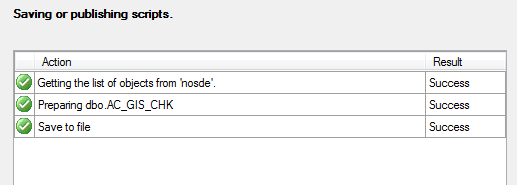 Saving or publishing scripts.
Action Result
Getting the list of objects from 'nosde'. Success
Preparing dbo.AC_GIS_CHK Success
Save to file Success